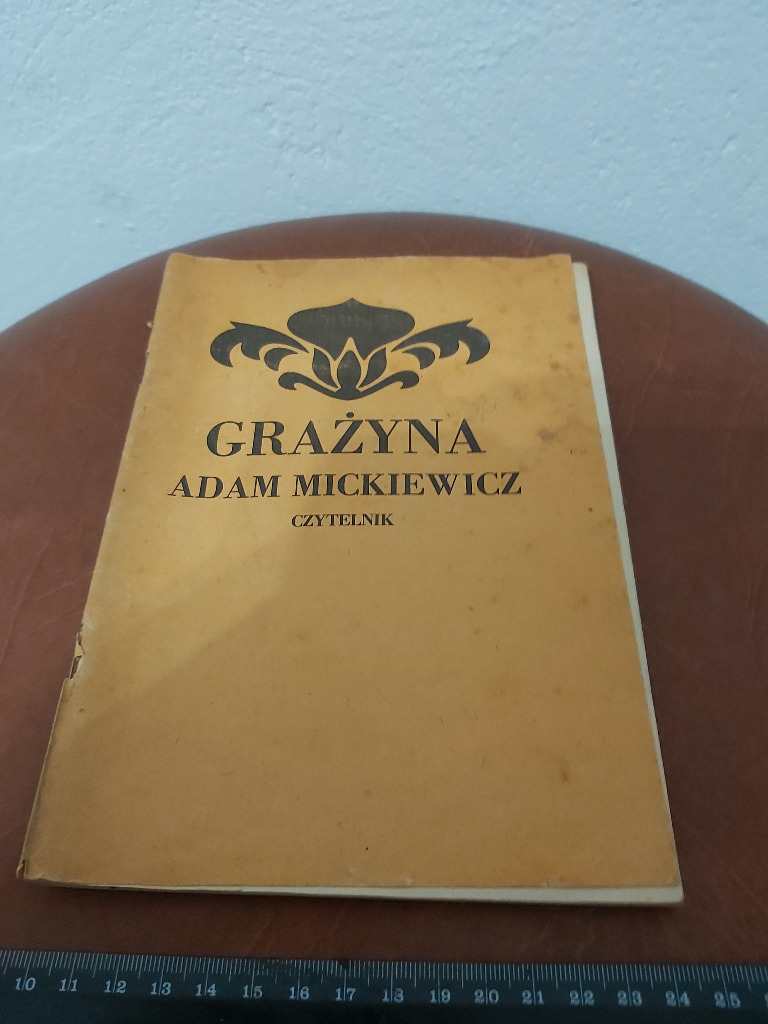 GRAŻYNA
ADAM MICKIEWICZ
CZYTELNIK
10 11 12 13 14 15 16 17 18 19 20 21 22 23 24 25